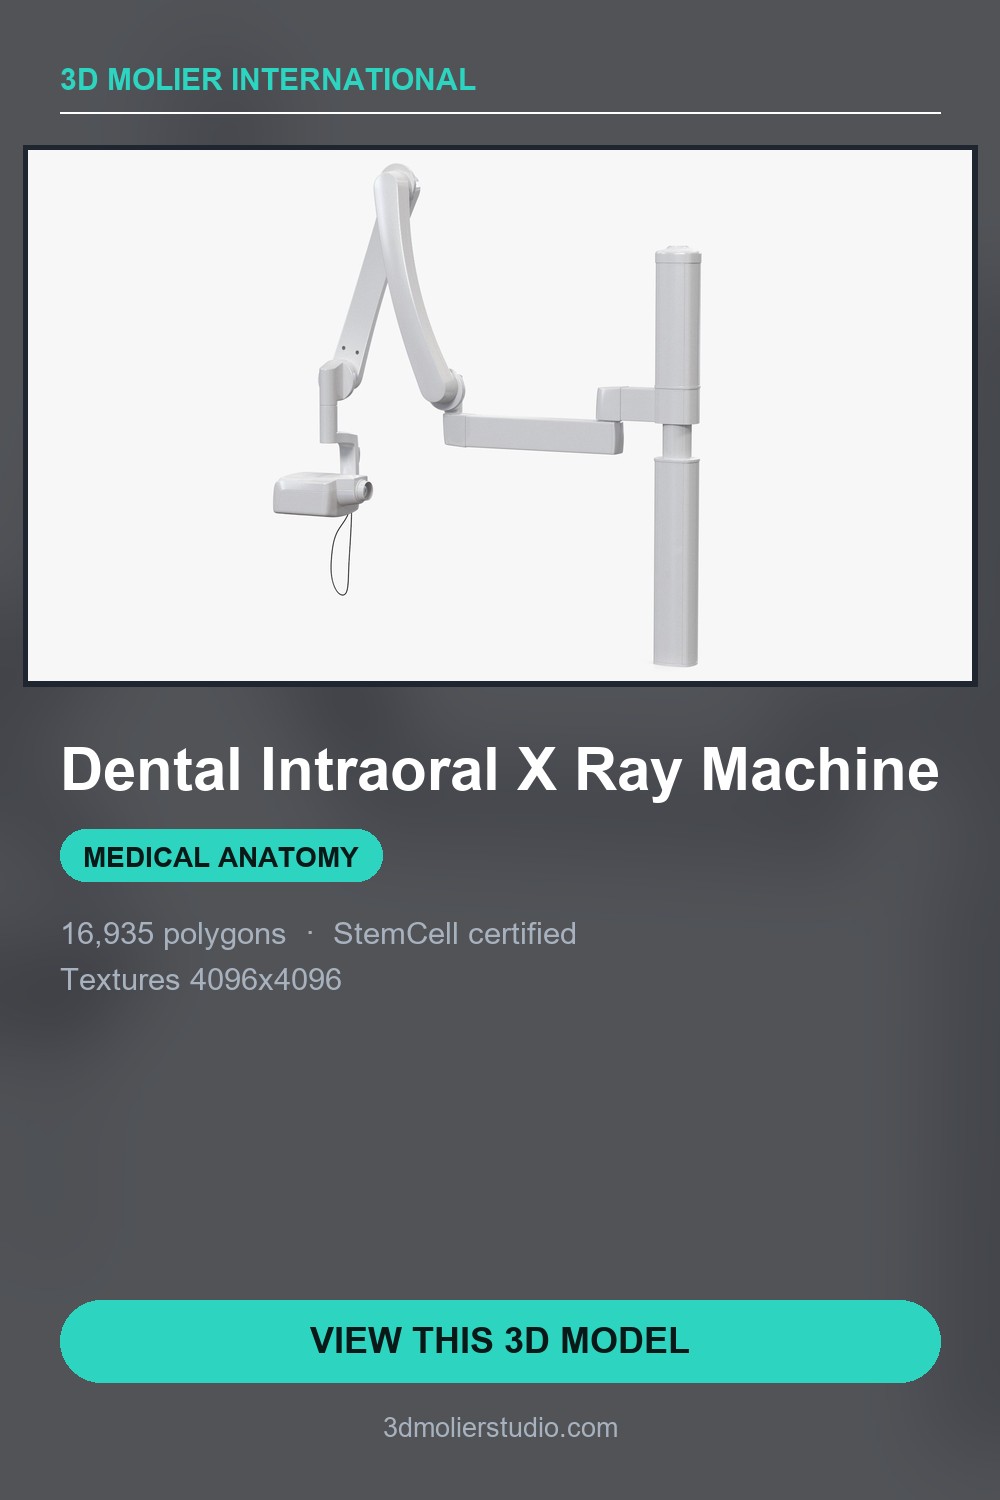 3D MOLIER INTERNATIONAL
Dental Intraoral X Ray Machine
MEDICAL ANATOMY
16,935 polygons · StemCell certified
Textures 4096x4096
VIEW THIS 3D MODEL
3dmolierstudio.com